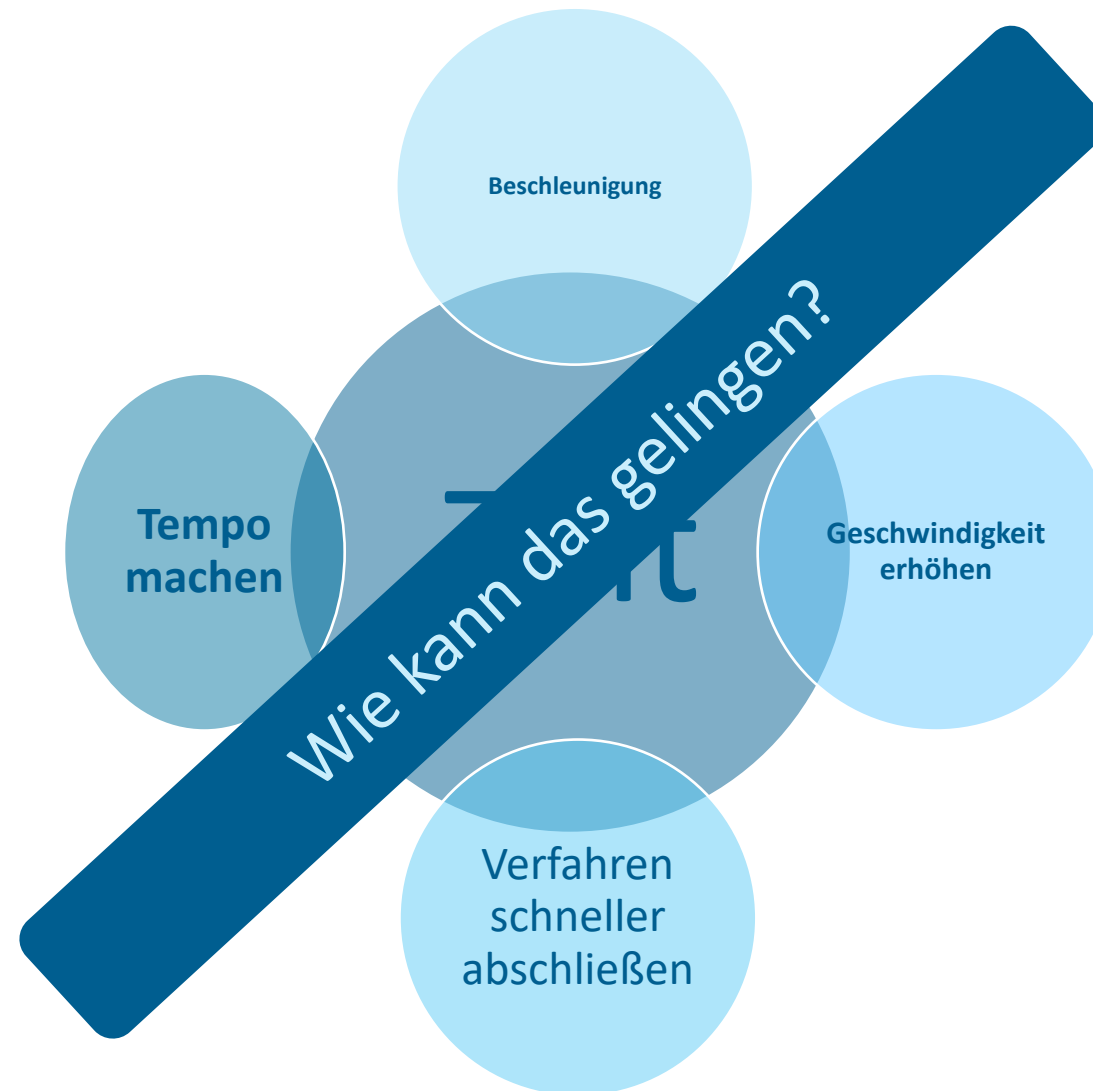 Beschleunigung
Wie kann das gelingen?
Tempo
machen
Geschwindigkeit
erhöhen
Verfahren
schneller
abschließen